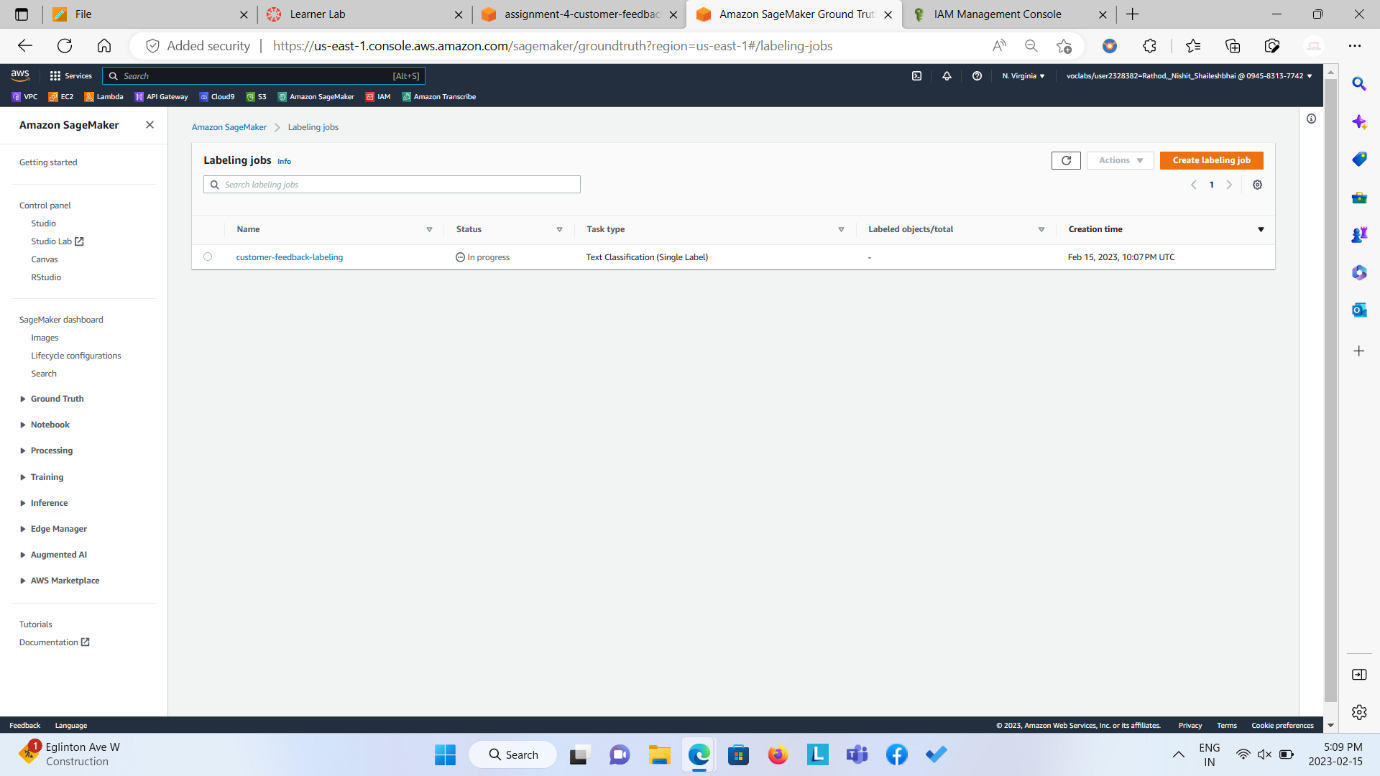 File
Learner Lab
assignment-4-customer-feedbac
Amazon SageMaker Ground Trut
IAM Management Console
Added security
https://us-east-1.console.aws.amazon.com/sagemaker/groundtruth?region=us-east-1#/labeling-jobs
aws
Services
Search
[Alt+S]
N. Virginia
voclabs/user2328382=Rathod,_Nishit_Shaileshbhai @ 0945-8313-7742
VPC
EC2
Lambda
API Gateway
Cloud9
S3
Amazon SageMaker
IAM
Amazon Transcribe
Amazon SageMaker
Getting started
Control panel
Studio
Studio Lab
Canvas
RStudio
SageMaker dashboard
Images
Lifecycle configurations
Search
Ground Truth
Notebook
Processing
Training
Inference
Edge Manager
Augmented AI
AWS Marketplace
Tutorials
Documentation
Amazon SageMaker
Labeling jobs
Labeling jobs Info
Actions
Create labeling job
Search labeling jobs
1
Name
Status
Task type
Labeled objects/total
Creation time
customer-feedback-labeling
In progress
Text Classification (Single Label)
-
Feb 15, 2023, 10:07 PM UTC
Feedback
Language
© 2023, Amazon Web Services, Inc. or its affiliates.
Privacy
Terms
Cookie preferences
1
Eglinton Ave W
Construction
Search
ENG
IN
5:09 PM
2023-02-15